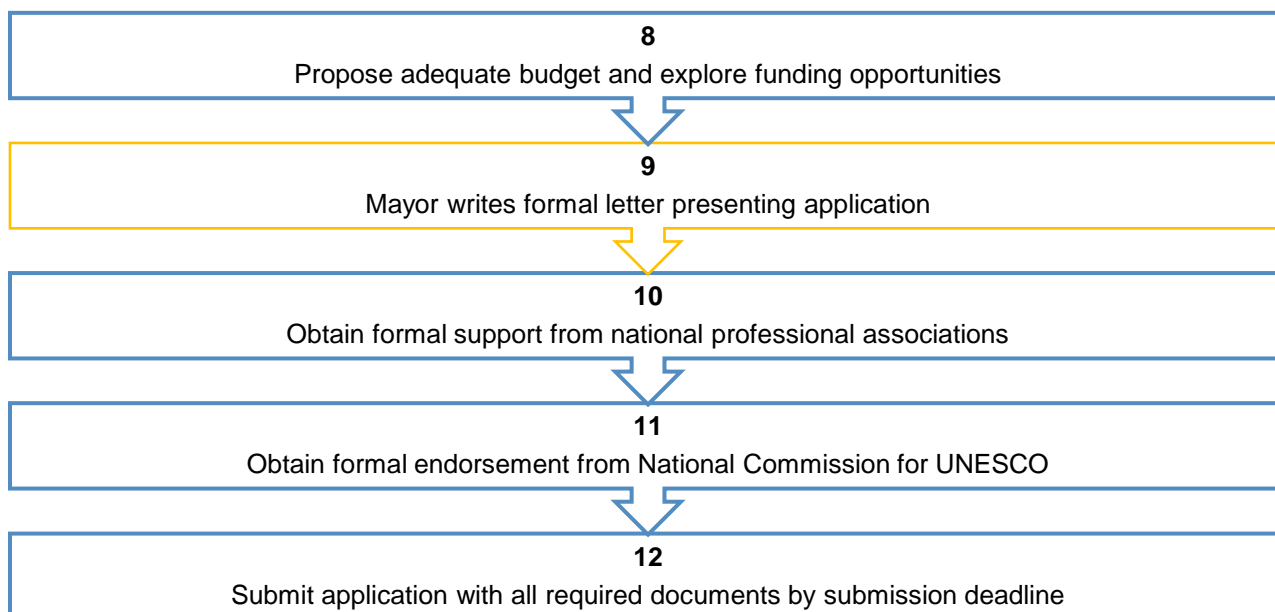 8
Propose adequate budget and explore funding opportunities
9
Mayor writes formal letter presenting application
10
Obtain formal support from national professional associations
11
Obtain formal endorsement from National Commission for UNESCO
12
Submit application with all required documents by submission deadline